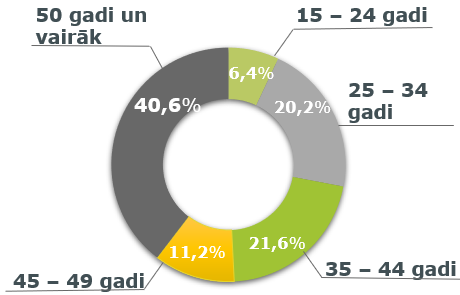 50 gadi un
vairāk
15 – 24 gadi
6,4%
40,6%
20,2%
25 – 34
gadi
11,2%
21,6%
45 – 49 gadi
35 – 44 gadi